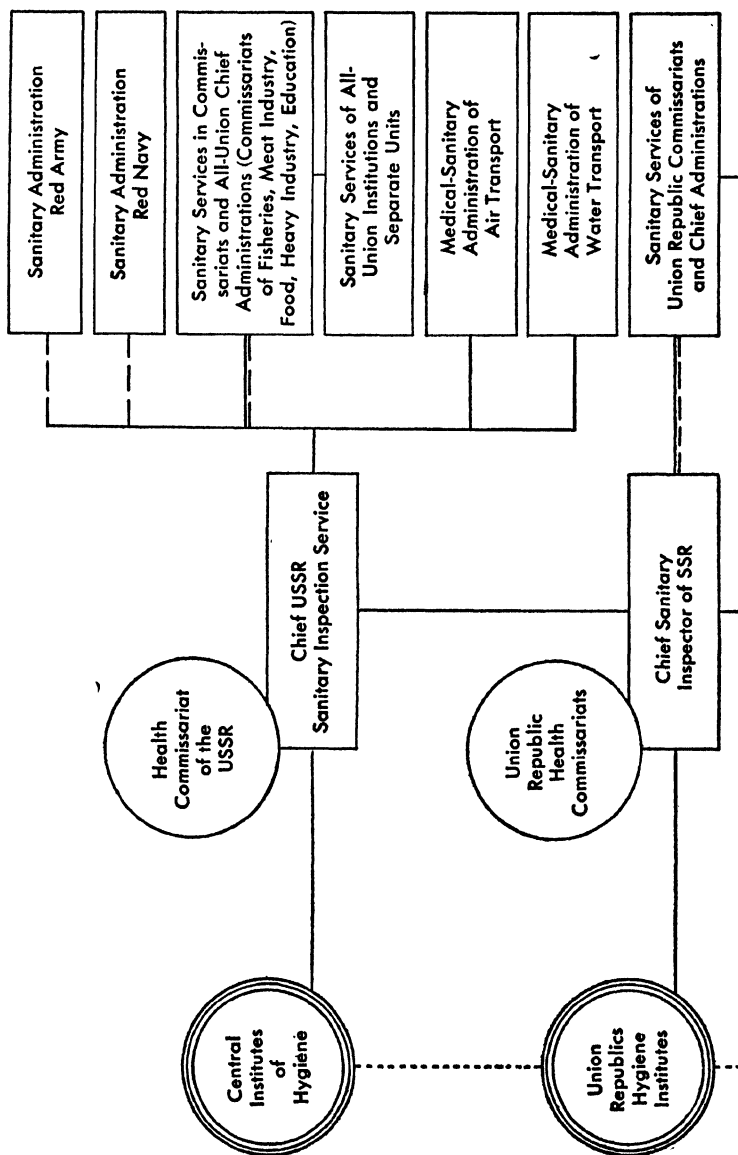 Sanitary Administration
Red Army
Sanitary Administration
Red Navy
Health
Commissariat
of the
USSR
Sanitary Services in Commis-
sariats and All-Union Chief
Administrations (Commissariats
of Fisheries, Meat Industry,
Food, Heavy Industry, Education)
Central
Institutes
of
Hygiene
Chief USSR
Sanitary Inspection Service
Sanitary Services of All-
Union Institutions and
Separate Units
Medical-Sanitary
Administration of
Air Transport
Union
Republic
Health
Commissariats
Medical-Sanitary
Administration of
Water Transport
Union
Republics
Hygiene
Institutes
Chief Sanitary
Inspector of SSR
Sanitary Services of
Union Republic Commissariats
and Chief Administrations